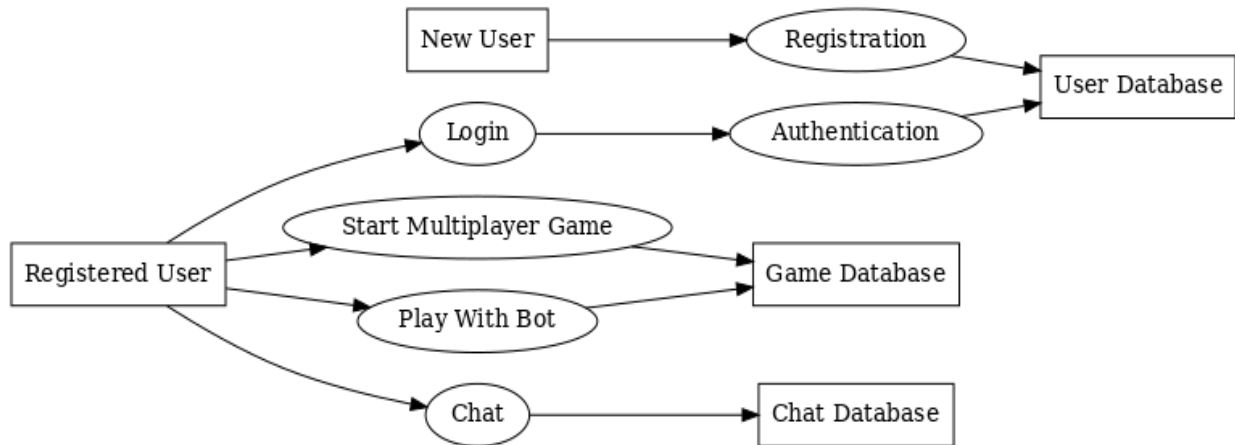 New User
Registration
User Database
Login
Authentication
Start Multiplayer Game
Registered User
Game Database
Play With Bot
Chat
Chat Database